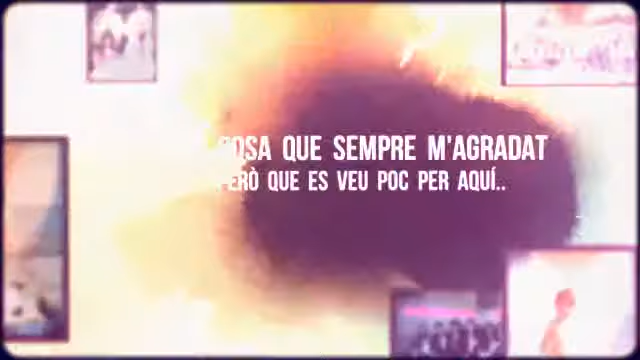 COSA QUE SEMPRE M'AGRADAT
PERÒ QUE ES VEU POC PER AQUÍ..